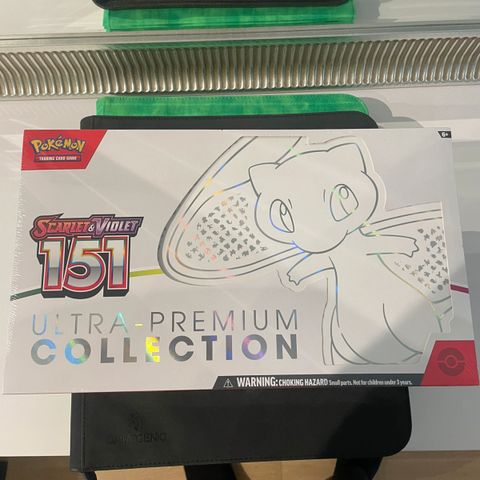 Pokémon
TRADING CARD GAME
6+
SCARLET & VIOLET
151
ULTRA-PREMIUM
COLLECTION
WARNING: CHOKING HAZARD Small parts. Not for children under 3 years.
GAMEGENIC